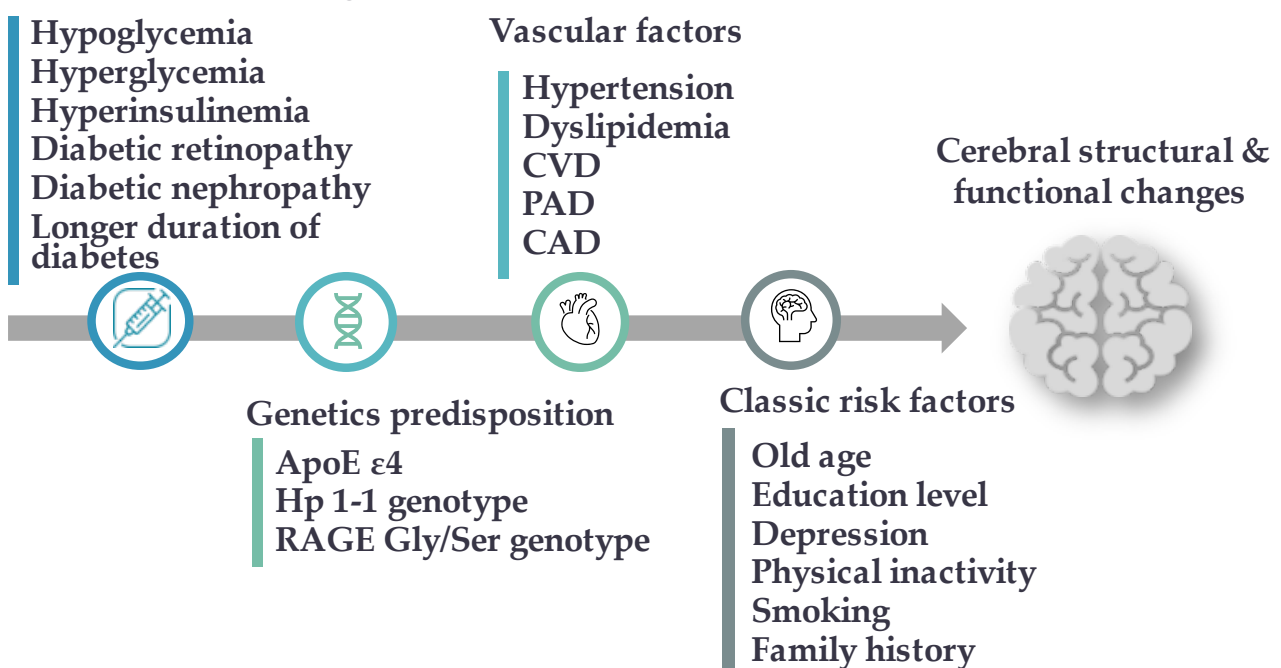 Hypoglycemia
Hyperglycemia
Hyperinsulinemia
Diabetic retinopathy
Diabetic nephropathy
Longer duration of
diabetes
Vascular factors
Hypertension
Dyslipidemia
CVD
PAD
CAD
Cerebral structural &
functional changes
Genetics predisposition
ApoE ε4
Hp 1-1 genotype
RAGE Gly/Ser genotype
Classic risk factors
Old age
Education level
Depression
Physical inactivity
Smoking
Family history